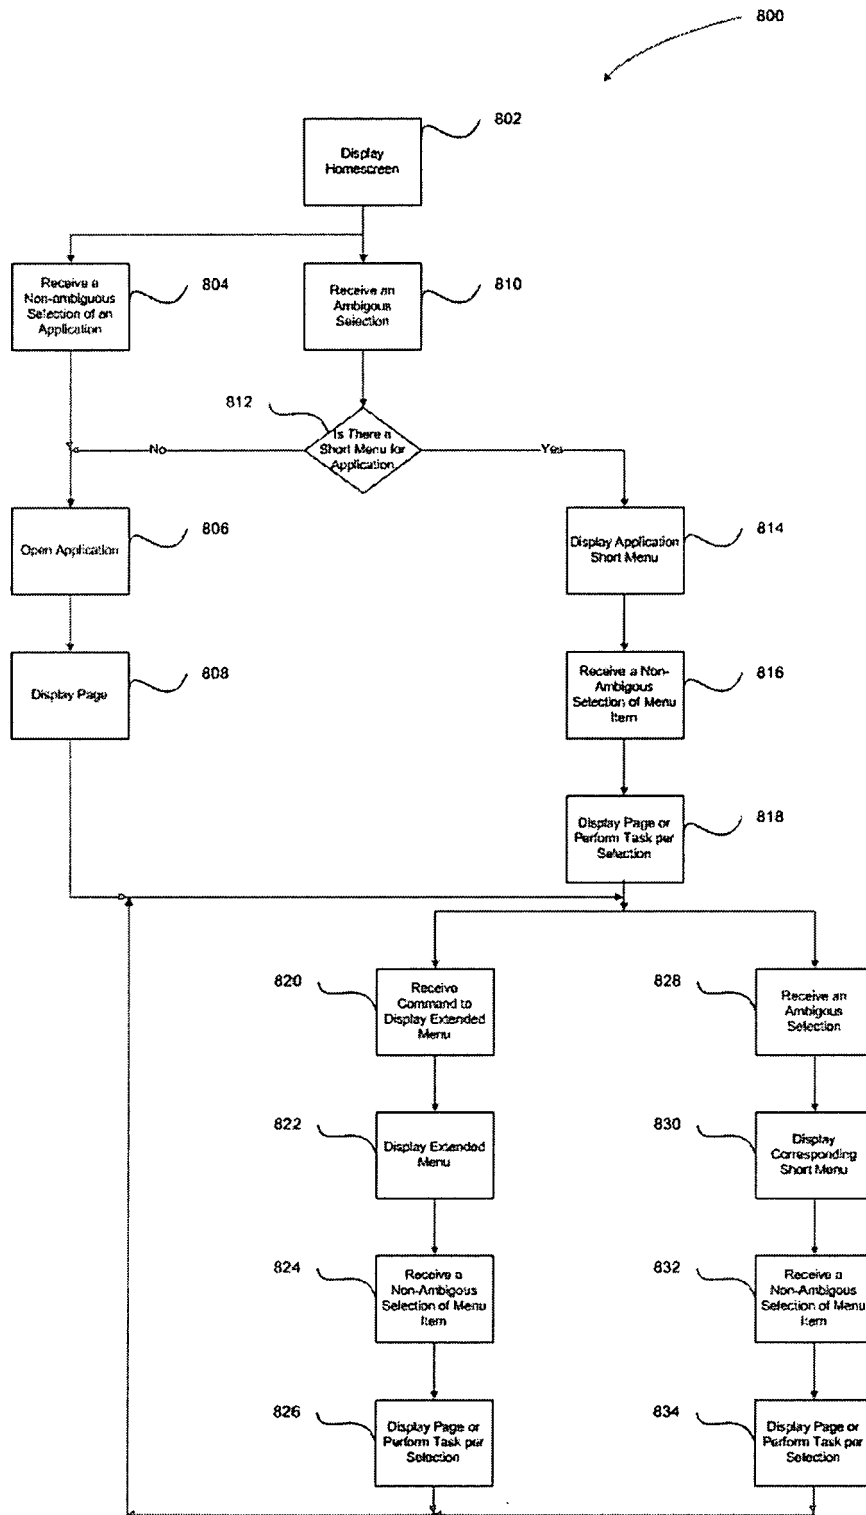 800
802
Display
Homescreen
Receive a
Non-ambiguous
Selection of an
Application
804
Receive an
Ambigous
Selection
810
812
Is There a
Short Menu for
Application
No
Yes
Open Application
806
Display Application
Short Menu
814
Display Page
808
Receive a Non-
Ambigous
Selection of Menu
Item
816
Display Page or
Perform Task per
Selection
818
820
Receive
Command to
Display Extended
Menu
828
Receive an
Ambigous
Selection
822
Display Extended
Menu
830
Display
Corresponding
Short Menu
824
Receive a
Non-Ambigous
Selection of Menu
Item
832
Receive a
Non-Ambigous
Selection of Menu
Item
826
Display Page or
Perform Task per
Selection
834
Display Page or
Perform Task per
Selection